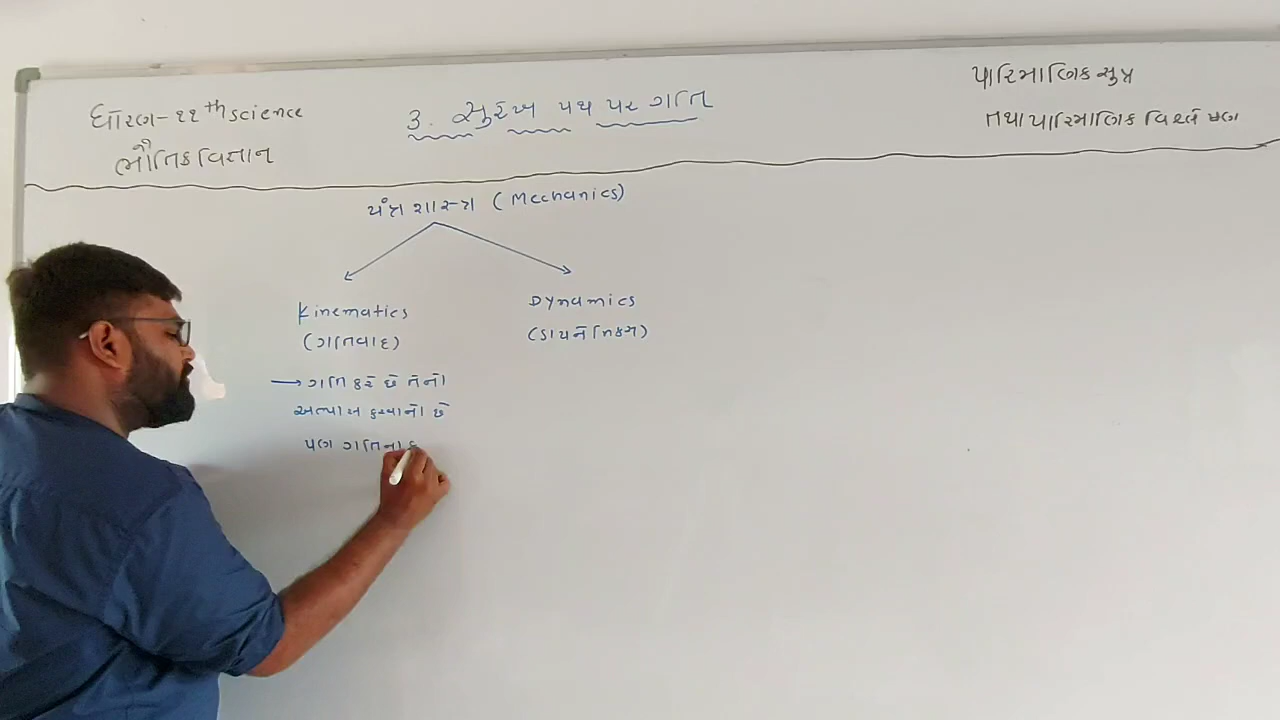 ધોરણ-૧૧ th science
ભૌતિકવિજ્ઞાન
3. સુરેખ પથ પર ગતિ
પારિમાણિક સુત્ર
તથા પારિમાણિક વિશ્લેષણ
યંત્રશાસ્ત્ર (Mechanics)
Kinematics
(ગતિવાદ)
Dynamics
(ડાયનેમિક્સ)
→ ગતિ કરે છે તેનો
અભ્યાસ કરવાનો છે
પણ ગતિના ક